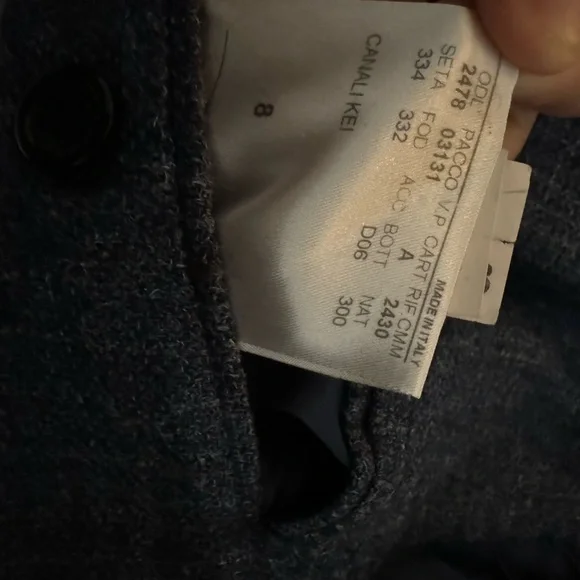 MADE IN ITALY
ODL PACCO V.P CART RIF.CMM
2478 03131 A 2430
SETA FOD ACC BOTT NAT
334 332 D06 300
CANALI KEI
8